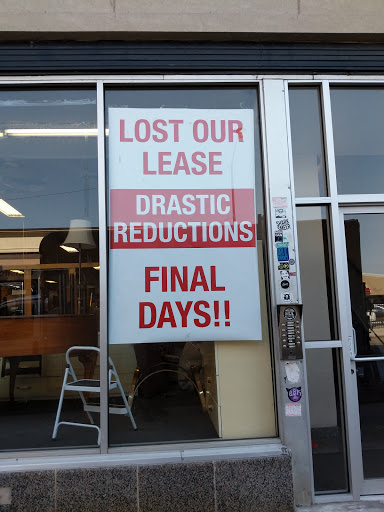 LOST OUR
LEASE
DRASTIC
REDUCTIONS
FINAL
DAYS!!